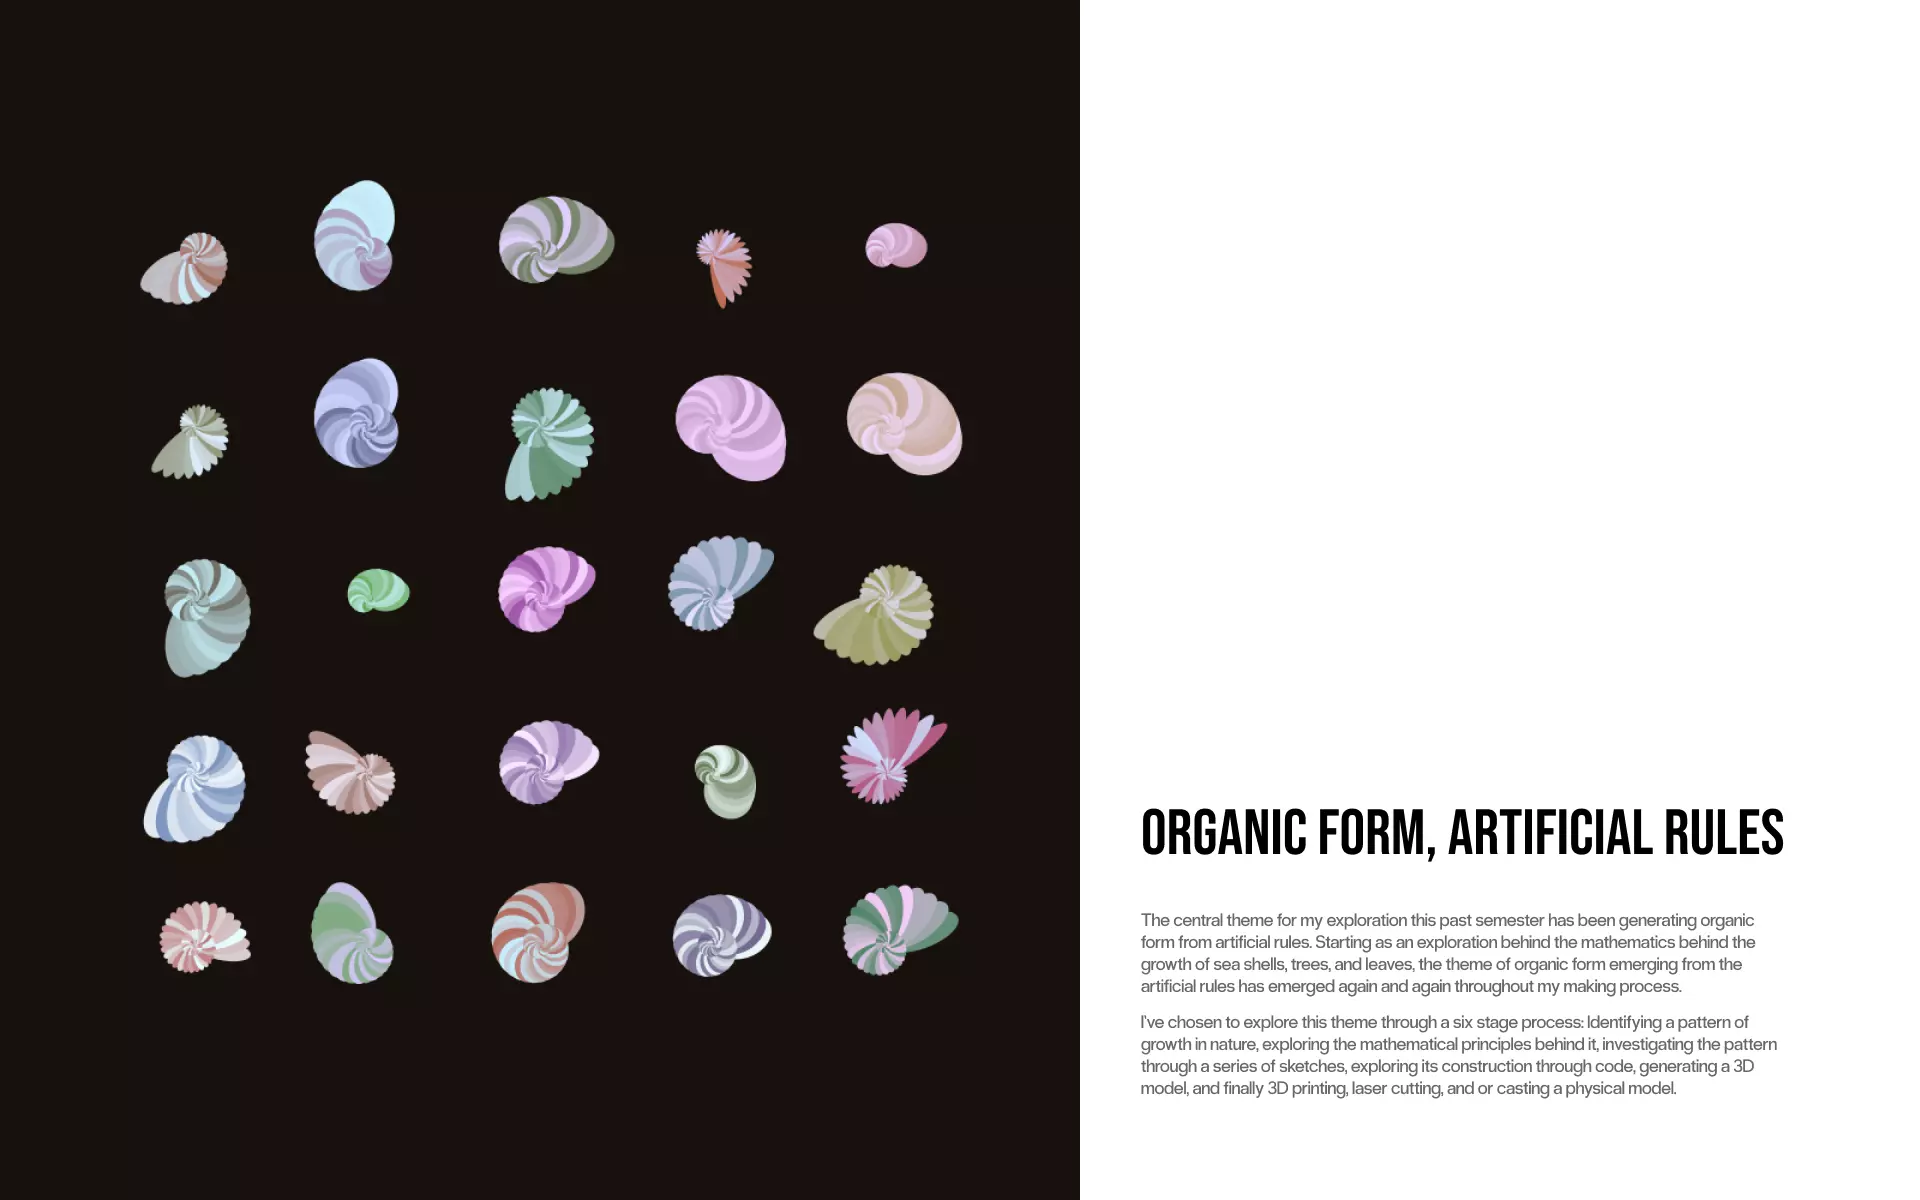 ORGANIC FORM, ARTIFICIAL RULES
The central theme for my exploration this past semester has been generating organic
form from artificial rules. Starting as an exploration behind the mathematics behind the
growth of sea shells, trees, and leaves, the theme of organic form emerging from the
artificial rules has emerged again and again throughout my making process.
I've chosen to explore this theme through a six stage process: Identifying a pattern of
growth in nature, exploring the mathematical principles behind it, investigating the pattern
through a series of sketches, exploring its construction through code, generating a 3D
model, and finally 3D printing, laser cutting, and or casting a physical model.